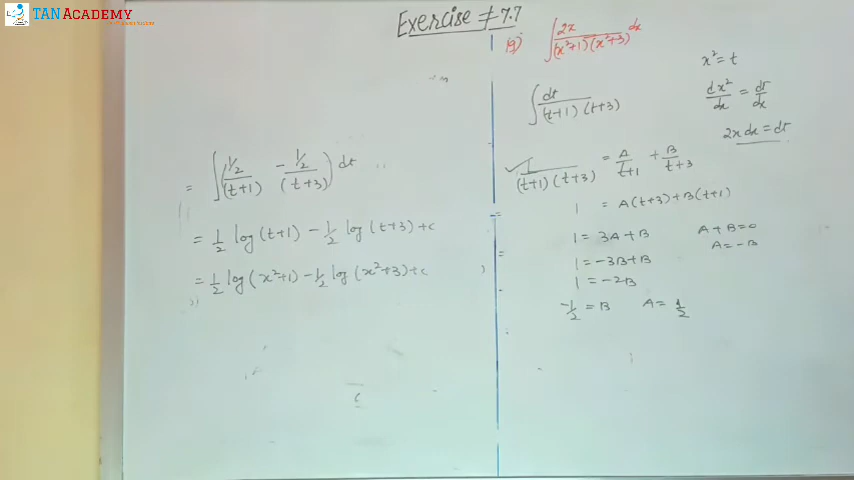 TAN ACADEMY
Exercise ≠ 7.7
19) ∫ 2x / (x²+1)(x²+3) dx
x² = t
dx²/dx = dt/dx
2x dx = dt
∫ dt / (t+1)(t+3)
1 / (t+1)(t+3) = A/(t+1) + B/(t+3)
1 = A(t+3) + B(t+1)
1 = 3A+B
A+B=0
A = -B
1 = -3B+B
1 = -2B
-1/2 = B
A = 1/2
= ∫ ( 1/2 / (t+1) - 1/2 / (t+3) ) dt
= 1/2 log(t+1) - 1/2 log(t+3) + c
= 1/2 log(x²+1) - 1/2 log(x²+3) + c